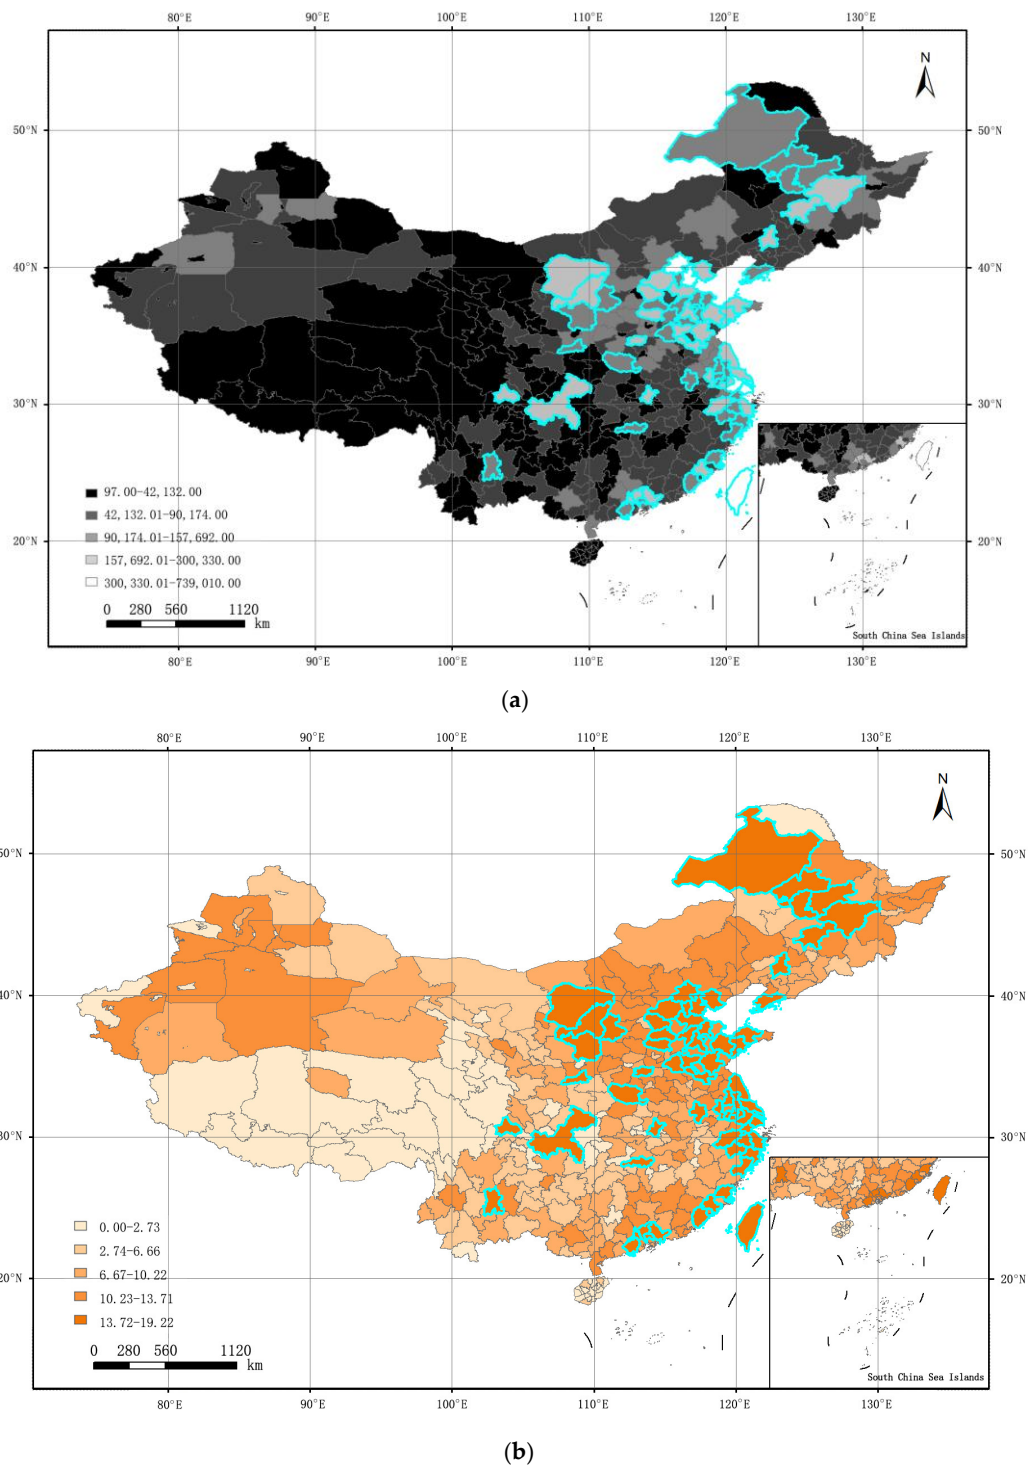 80°E 90°E 100°E 110°E 120°E 130°E
N
50°N 50°N
40°N 40°N
30°N 30°N
20°N 20°N
97.00-42, 132.00
42, 132.01-90, 174.00
90, 174.01-157, 692.00
157, 692.01-300, 330.00
300, 330.01-739, 010.00
0 280 560 1120
km
South China Sea Islands
80°E 90°E 100°E 110°E 120°E 130°E
(a)
80°E 90°E 100°E 110°E 120°E 130°E
N
50°N 50°N
40°N 40°N
30°N 30°N
20°N 20°N
0.00-2.73
2.74-6.66
6.67-10.22
10.23-13.71
13.72-19.22
0 280 560 1120
km
South China Sea Islands
80°E 90°E 100°E 110°E 120°E 130°E
(b)